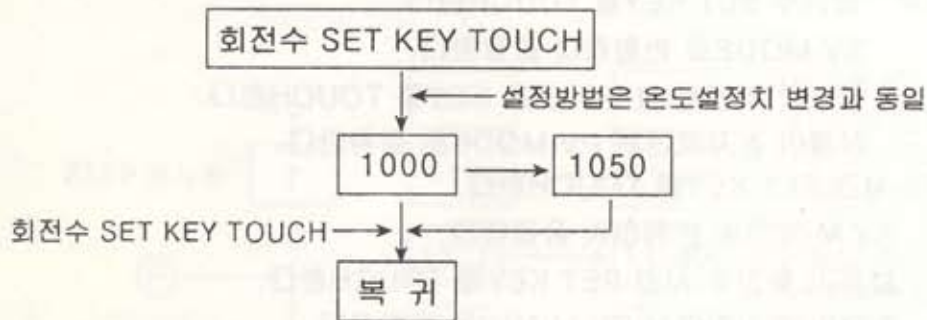 회전수 SET KEY TOUCH
설정방법은 온도설정치 변경과 동일
1000
1050
회전수 SET KEY TOUCH
복 귀